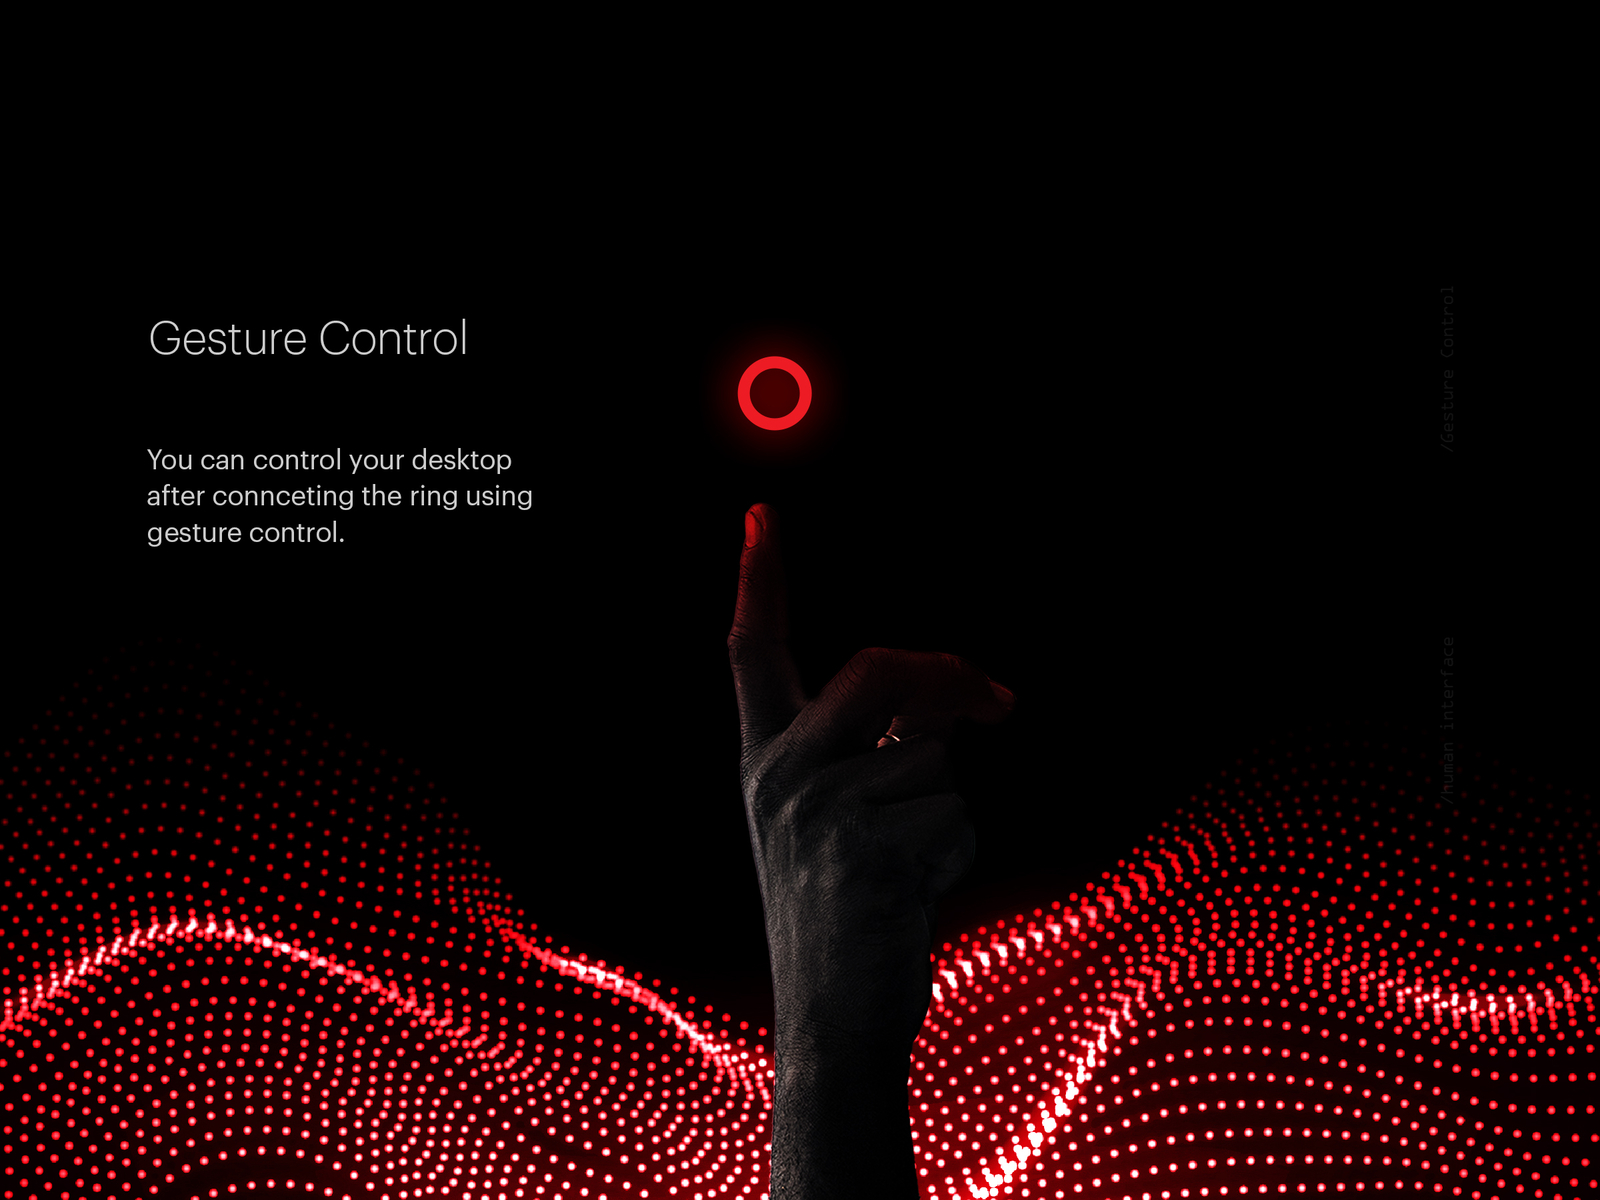 Gesture Control
You can control your desktop
after connceting the ring using
gesture control.
/Gesture Control
/human interface